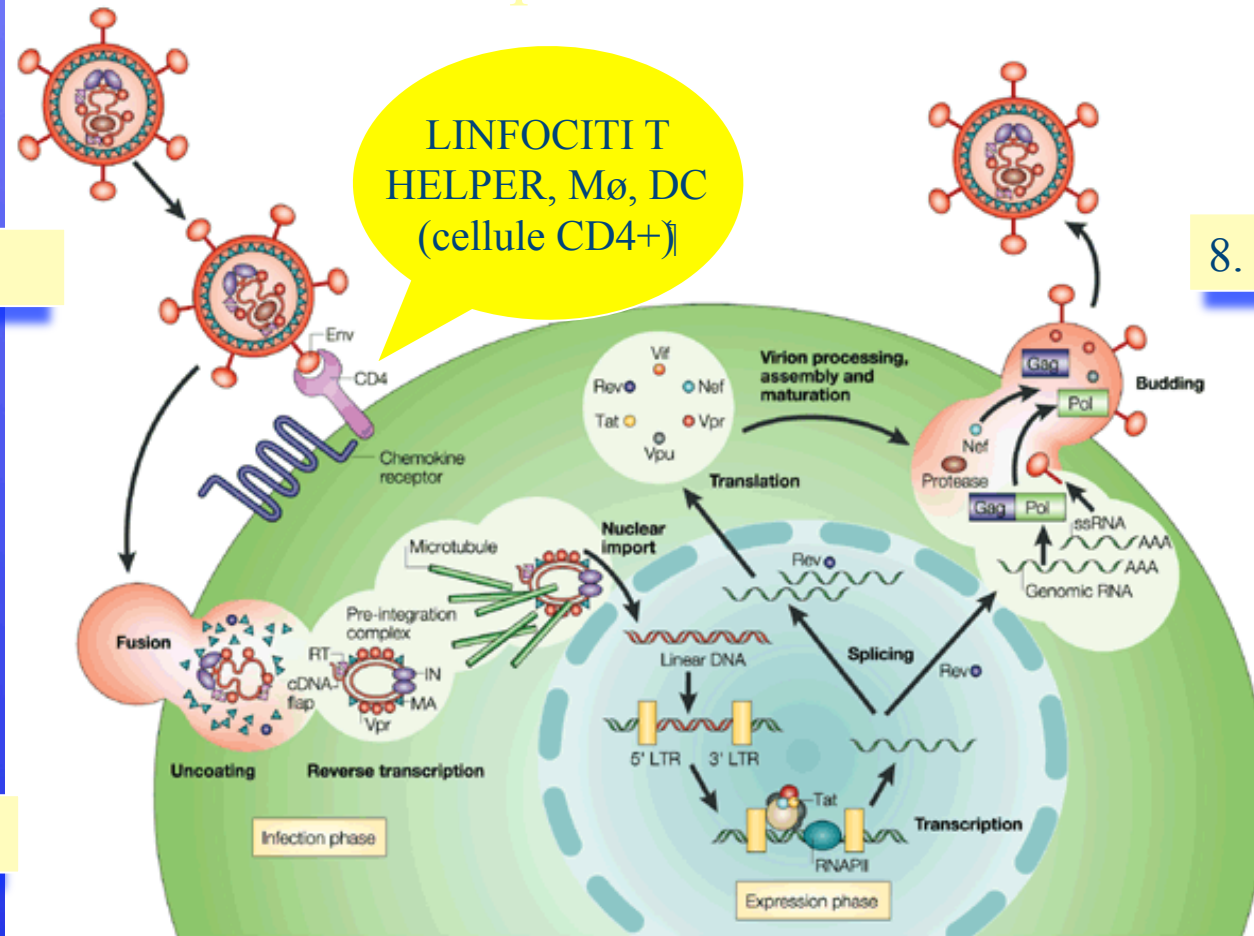 LINFOCITI T
HELPER, Mø, DC
(cellule CD4+)
8.
Env
CD4
Chemokine
receptor
Vif
Rev
Nef
Tat
Vpr
Vpu
Virion processing,
assembly and
maturation
Gag
Pol
Budding
Nef
Protease
Gag Pol
ssRNA
AAA
AAA
Genomic RNA
Translation
Nuclear
import
Microtubule
Pre-integration
complex
RT
cDNA
flap
IN
MA
Vpr
Fusion
Uncoating
Reverse transcription
Infection phase
Rev
Linear DNA
Splicing
Rev
5' LTR
3' LTR
Tat
RNAPII
Transcription
Expression phase